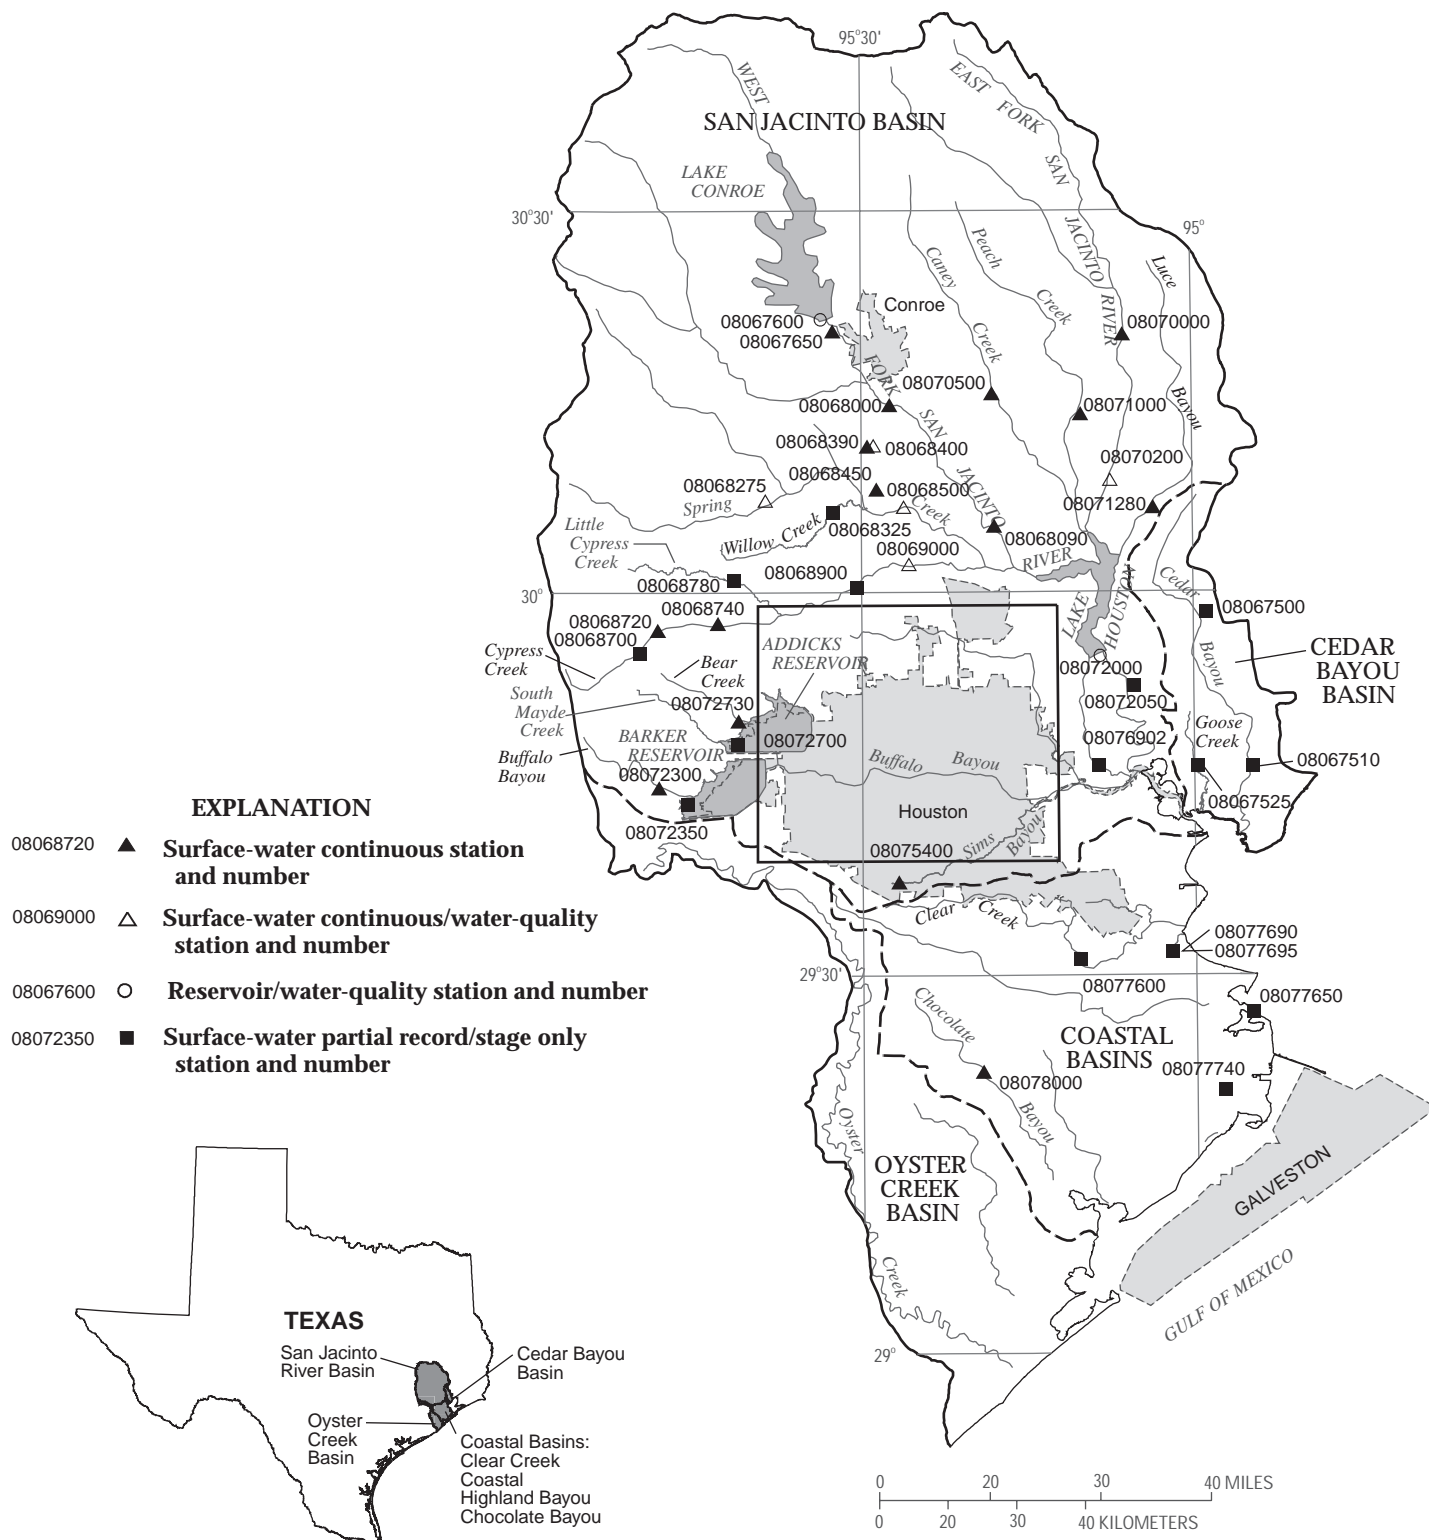 95°30'
WEST
EAST FORK SAN JACINTO RIVER
SAN JACINTO BASIN
LAKE
CONROE
30°30'
95°
Peach
Creek
Caney
Creek
Luce
Bayou
Conroe
08067600
08067650
08070000
FORK SAN JACINTO RIVER
08070500
08068000
08071000
08068390
08068400
08070200
08068450
08068275
08068500
08071280
Spring
Creek
Little
Cypress
Creek
Willow Creek
08068325
08068090
08069000
08068780
08068900
Cedar
Bayou
30°
LAKE
HOUSTON
08067500
08068740
08068720
08068700
ADDICKS
RESERVOIR
CEDAR
BAYOU
BASIN
Cypress
Creek
Bear
Creek
08072000
08072050
South
Mayde
Creek
08072730
BARKER
RESERVOIR
08072700
Goose
Creek
08076902
Buffalo
Bayou
Buffalo Bayou
08067510
08072300
08067525
Houston
08072350
Sims
Bayou
08075400
EXPLANATION
08068720 Surface-water continuous station
and number
08069000 Surface-water continuous/water-quality
station and number
08067600 Reservoir/water-quality station and number
08072350 Surface-water partial record/stage only
station and number
Clear Creek
08077690
08077695
29°30'
08077600
08077650
Chocolate
Bayou
COASTAL
BASINS
08077740
08078000
Oyster
Creek
OYSTER
CREEK
BASIN
GALVESTON
GULF OF MEXICO
29°
TEXAS
San Jacinto
River Basin
Cedar Bayou
Basin
Oyster
Creek
Basin
Coastal Basins:
Clear Creek
Coastal
Highland Bayou
Chocolate Bayou
0 20 30 40 MILES
0 20 30 40 KILOMETERS